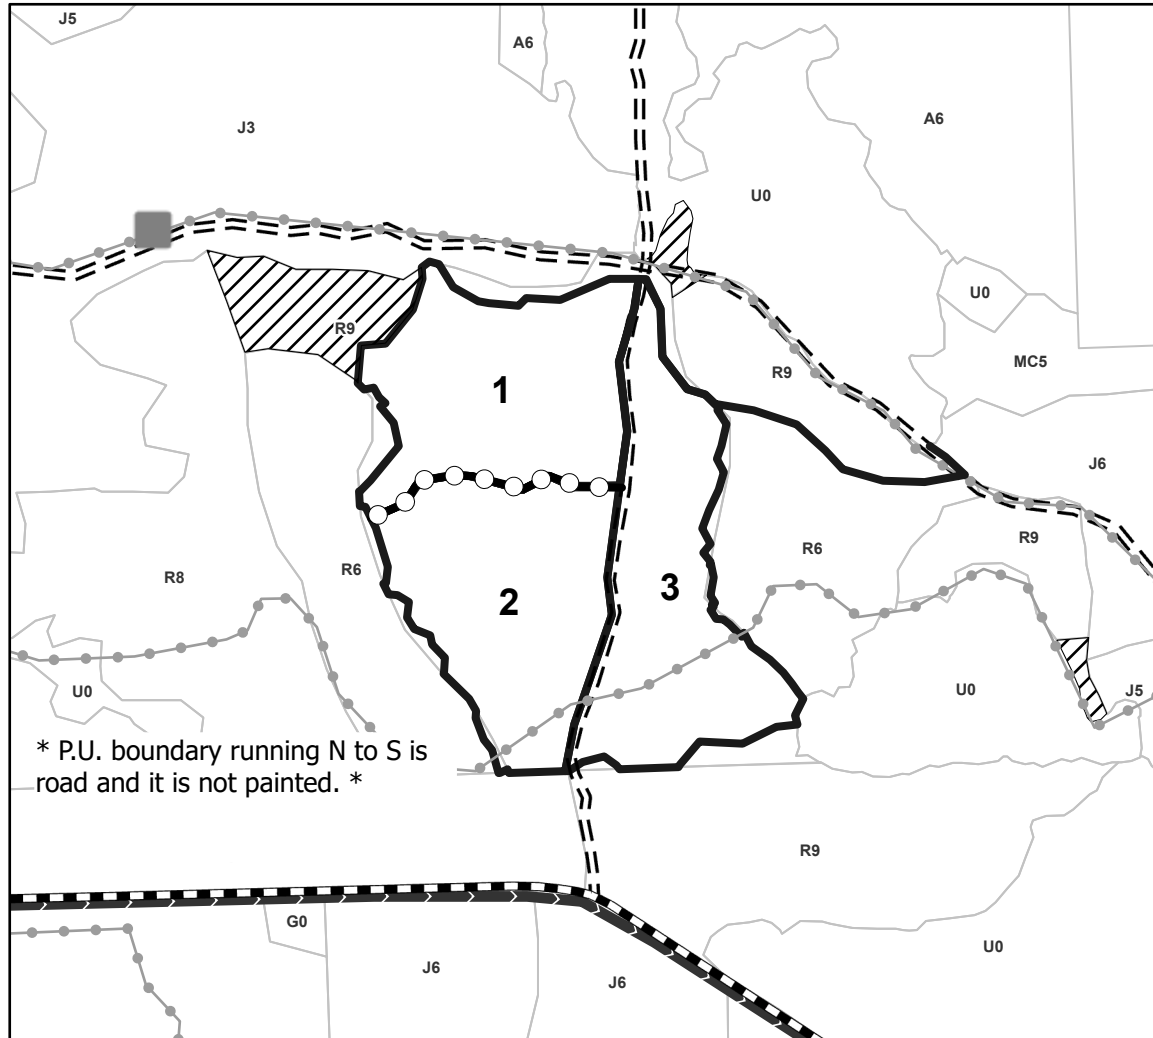 J5
A6
A6
J3
U0
U0
R9
MC5
R9
1
J6
R9
R6
R6
R8
3
2
U0
U0
J5
* P.U. boundary running N to S is
road and it is not painted. *
R9
G0
U0
J6
J6